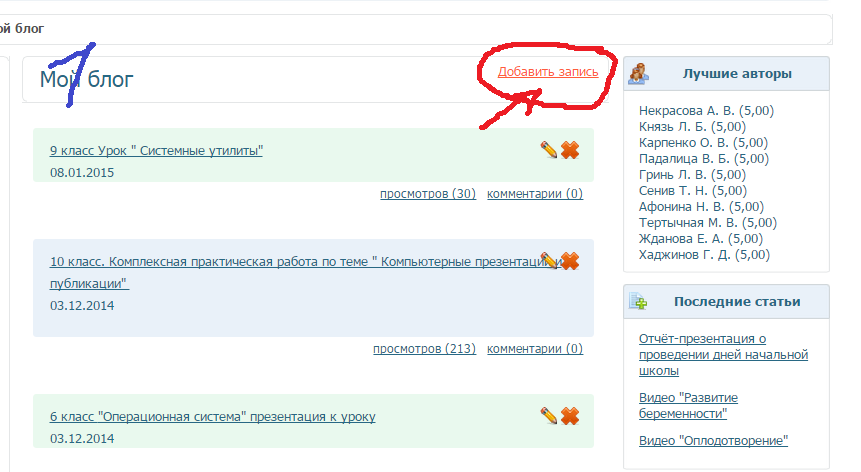 ой блог
1
Мой блог
Добавить запись
9 класс Урок " Системные утилиты"
08.01.2015
просмотров (30) комментарии (0)
10 класс. Комплексная практическая работа по теме " Компьютерные презентации и
публикации"
03.12.2014
просмотров (213) комментарии (0)
6 класс "Операционная система" презентация к уроку
03.12.2014
Лучшие авторы
Некрасова А. В. (5,00)
Князь Л. Б. (5,00)
Карпенко О. В. (5,00)
Падалица В. Б. (5,00)
Гринь Л. В. (5,00)
Сенив Т. Н. (5,00)
Афонина Н. В. (5,00)
Тертычная М. В. (5,00)
Жданова Е. А. (5,00)
Хаджинов Г. Д. (5,00)
Последние статьи
Отчёт-презентация о
проведении дней начальной
школы
Видео "Развитие
беременности"
Видео "Оплодотворение"